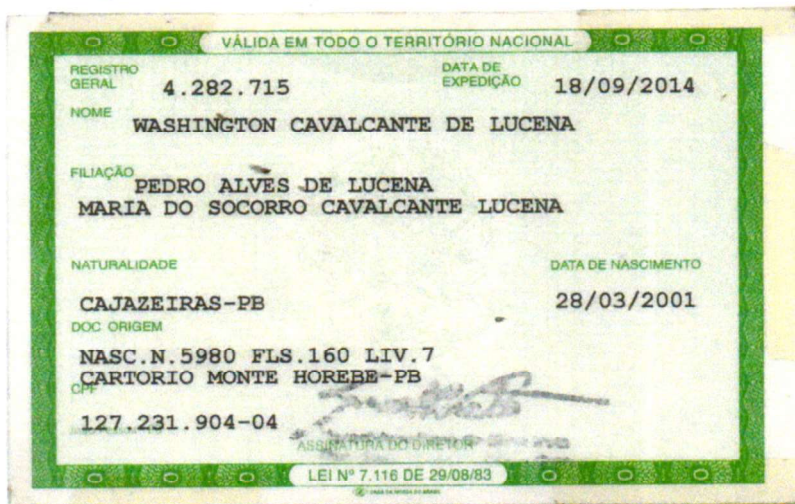 VÁLIDA EM TODO O TERRITÓRIO NACIONAL
REGISTRO GERAL 4.282.715 DATA DE EXPEDIÇÃO 18/09/2014
NOME
WASHINGTON CAVALCANTE DE LUCENA
FILIAÇÃO
PEDRO ALVES DE LUCENA
MARIA DO SOCORRO CAVALCANTE LUCENA
NATURALIDADE DATA DE NASCIMENTO
CAJAZEIRAS-PB 28/03/2001
DOC ORIGEM
NASC.N.5980 FLS.160 LIV.7
CARTORIO MONTE HOREBE-PB
CPF
127.231.904-04
ASSINATURA DO DIRETOR
LEI Nº 7.116 DE 29/08/83